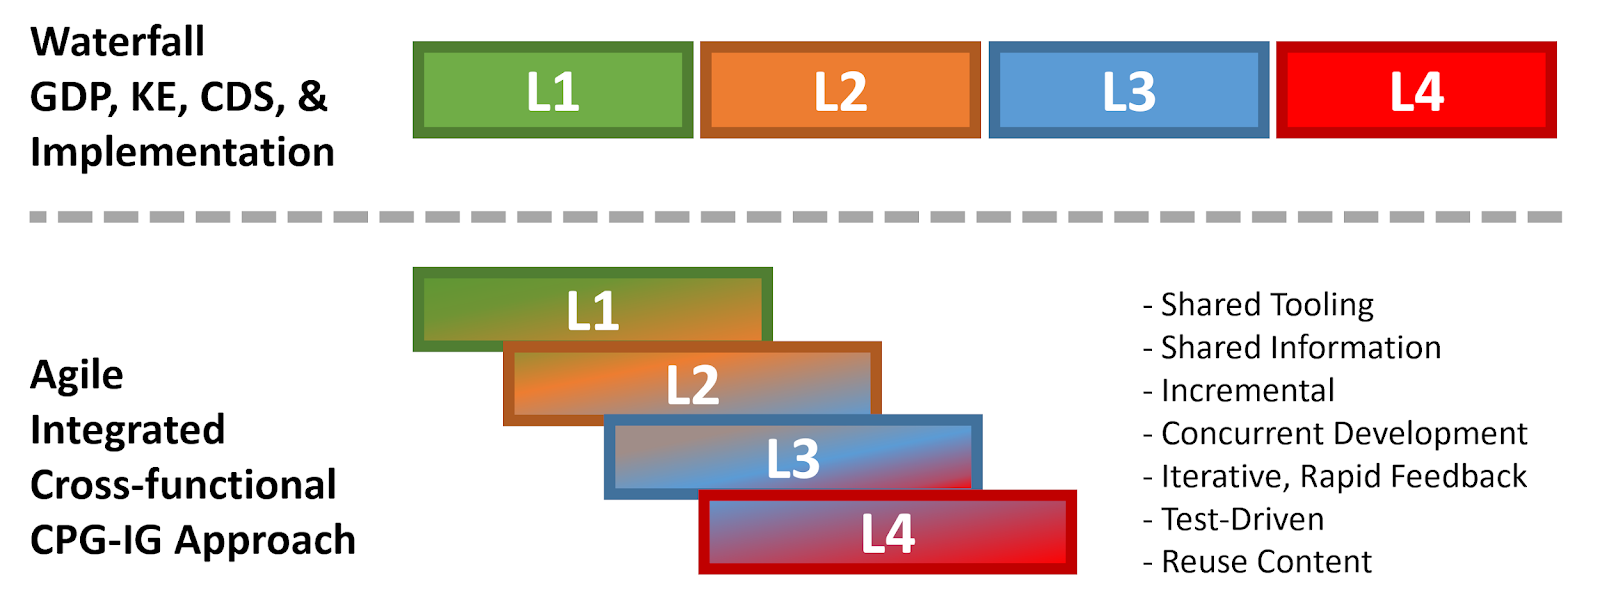 Waterfall
GDP, KE, CDS, &
Implementation
L1
L2
L3
L4
Agile
Integrated
Cross-functional
CPG-IG Approach
L1
L2
L3
L4
- Shared Tooling
- Shared Information
- Incremental
- Concurrent Development
- Iterative, Rapid Feedback
- Test-Driven
- Reuse Content